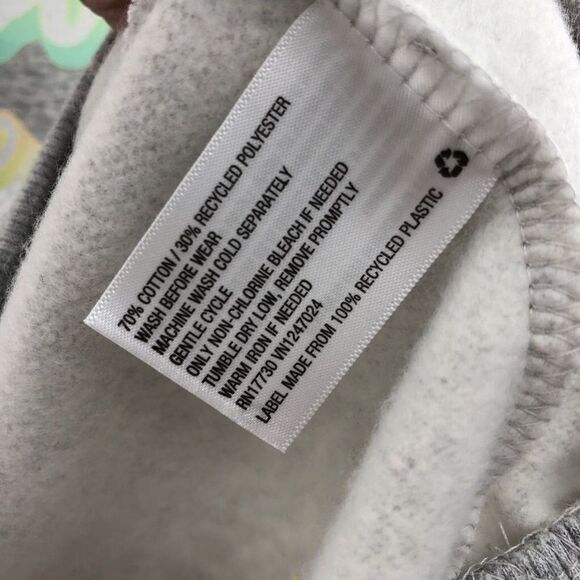 70% COTTON / 30% RECYCLED POLYESTER
WASH BEFORE WEAR
MACHINE WASH COLD SEPARATELY
GENTLE CYCLE
ONLY NON-CHLORINE BLEACH IF NEEDED
TUMBLE DRY LOW, REMOVE PROMPTLY
WARM IRON IF NEEDED
RN17730 VN1247024
LABEL MADE FROM 100% RECYCLED PLASTIC